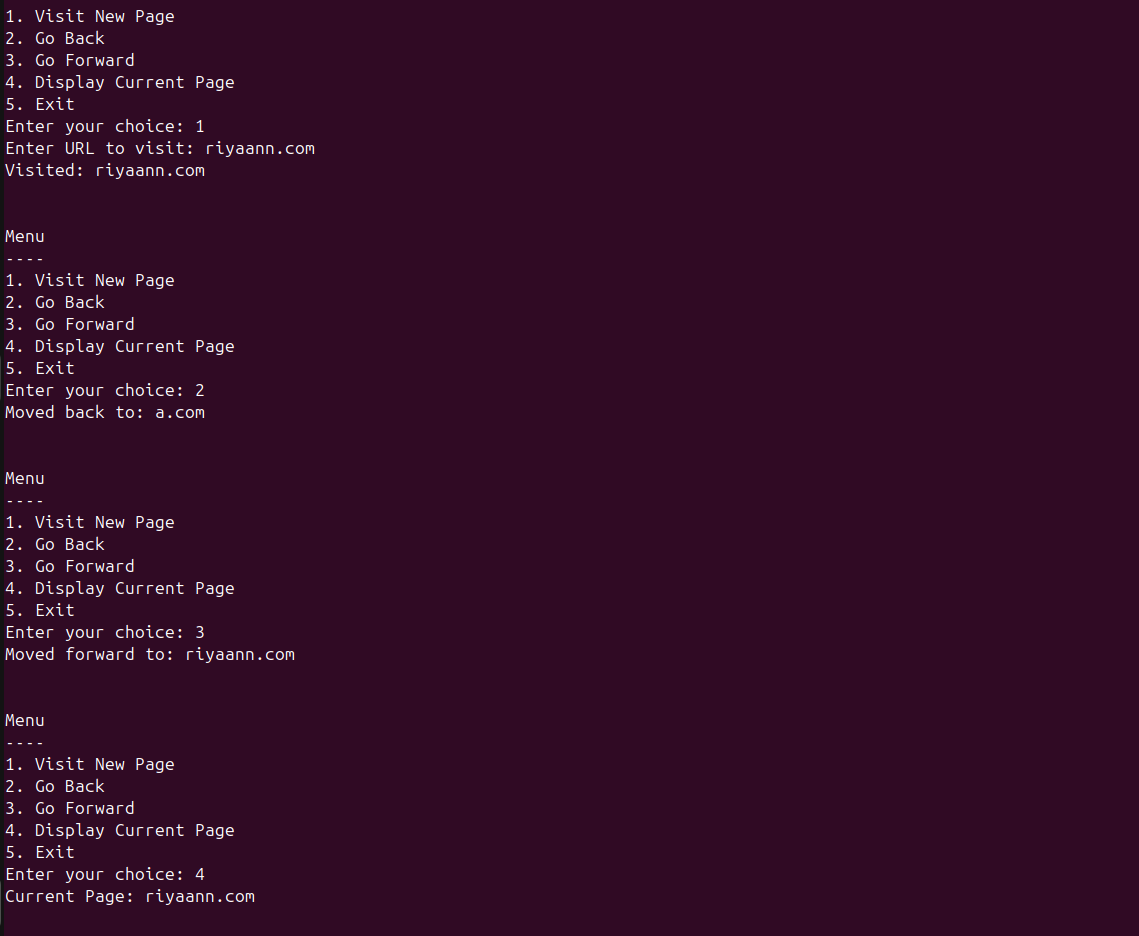 1. Visit New Page
2. Go Back
3. Go Forward
4. Display Current Page
5. Exit
Enter your choice: 1
Enter URL to visit: riyaann.com
Visited: riyaann.com
Menu
----
1. Visit New Page
2. Go Back
3. Go Forward
4. Display Current Page
5. Exit
Enter your choice: 2
Moved back to: a.com
Menu
----
1. Visit New Page
2. Go Back
3. Go Forward
4. Display Current Page
5. Exit
Enter your choice: 3
Moved forward to: riyaann.com
Menu
----
1. Visit New Page
2. Go Back
3. Go Forward
4. Display Current Page
5. Exit
Enter your choice: 4
Current Page: riyaann.com